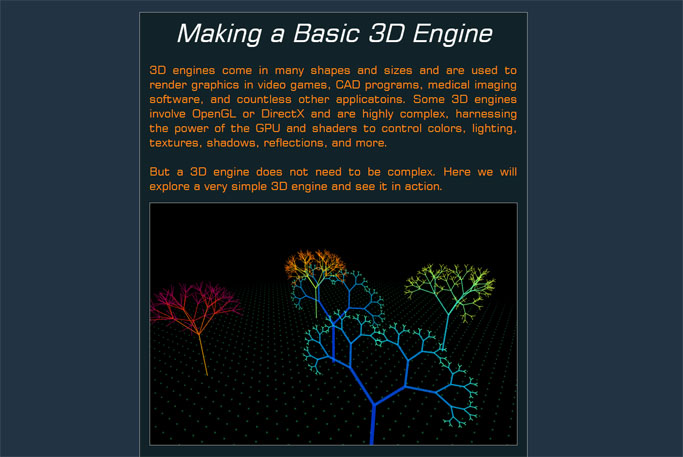 Making a Basic 3D Engine
3D engines come in many shapes and sizes and are used to
render graphics in video games, CAD programs, medical imaging
software, and countless other applicatoins. Some 3D engines
involve OpenGL or DirectX and are highly complex, harnessing
the power of the GPU and shaders to control colors, lighting,
textures, shadows, reflections, and more.
But a 3D engine does not need to be complex. Here we will
explore a very simple 3D engine and see it in action.